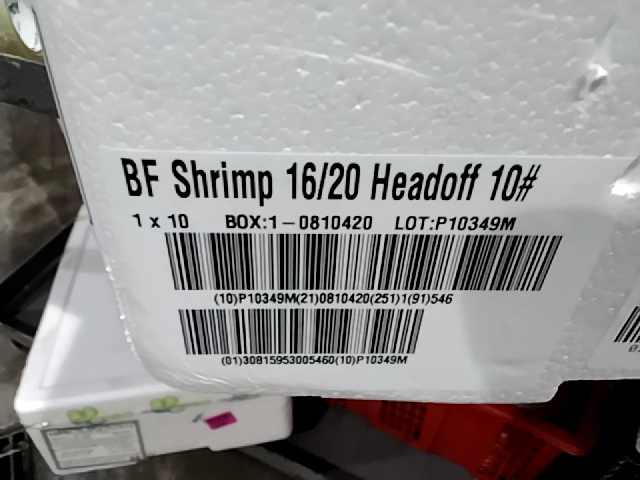 BF Shrimp 16/20 Headoff 10#
1 x 10 BOX:1-0810420 LOT:P10349M
(10)P10349M(21)0810420(251)1(91)546
(01)30815953005460(10)P10349M